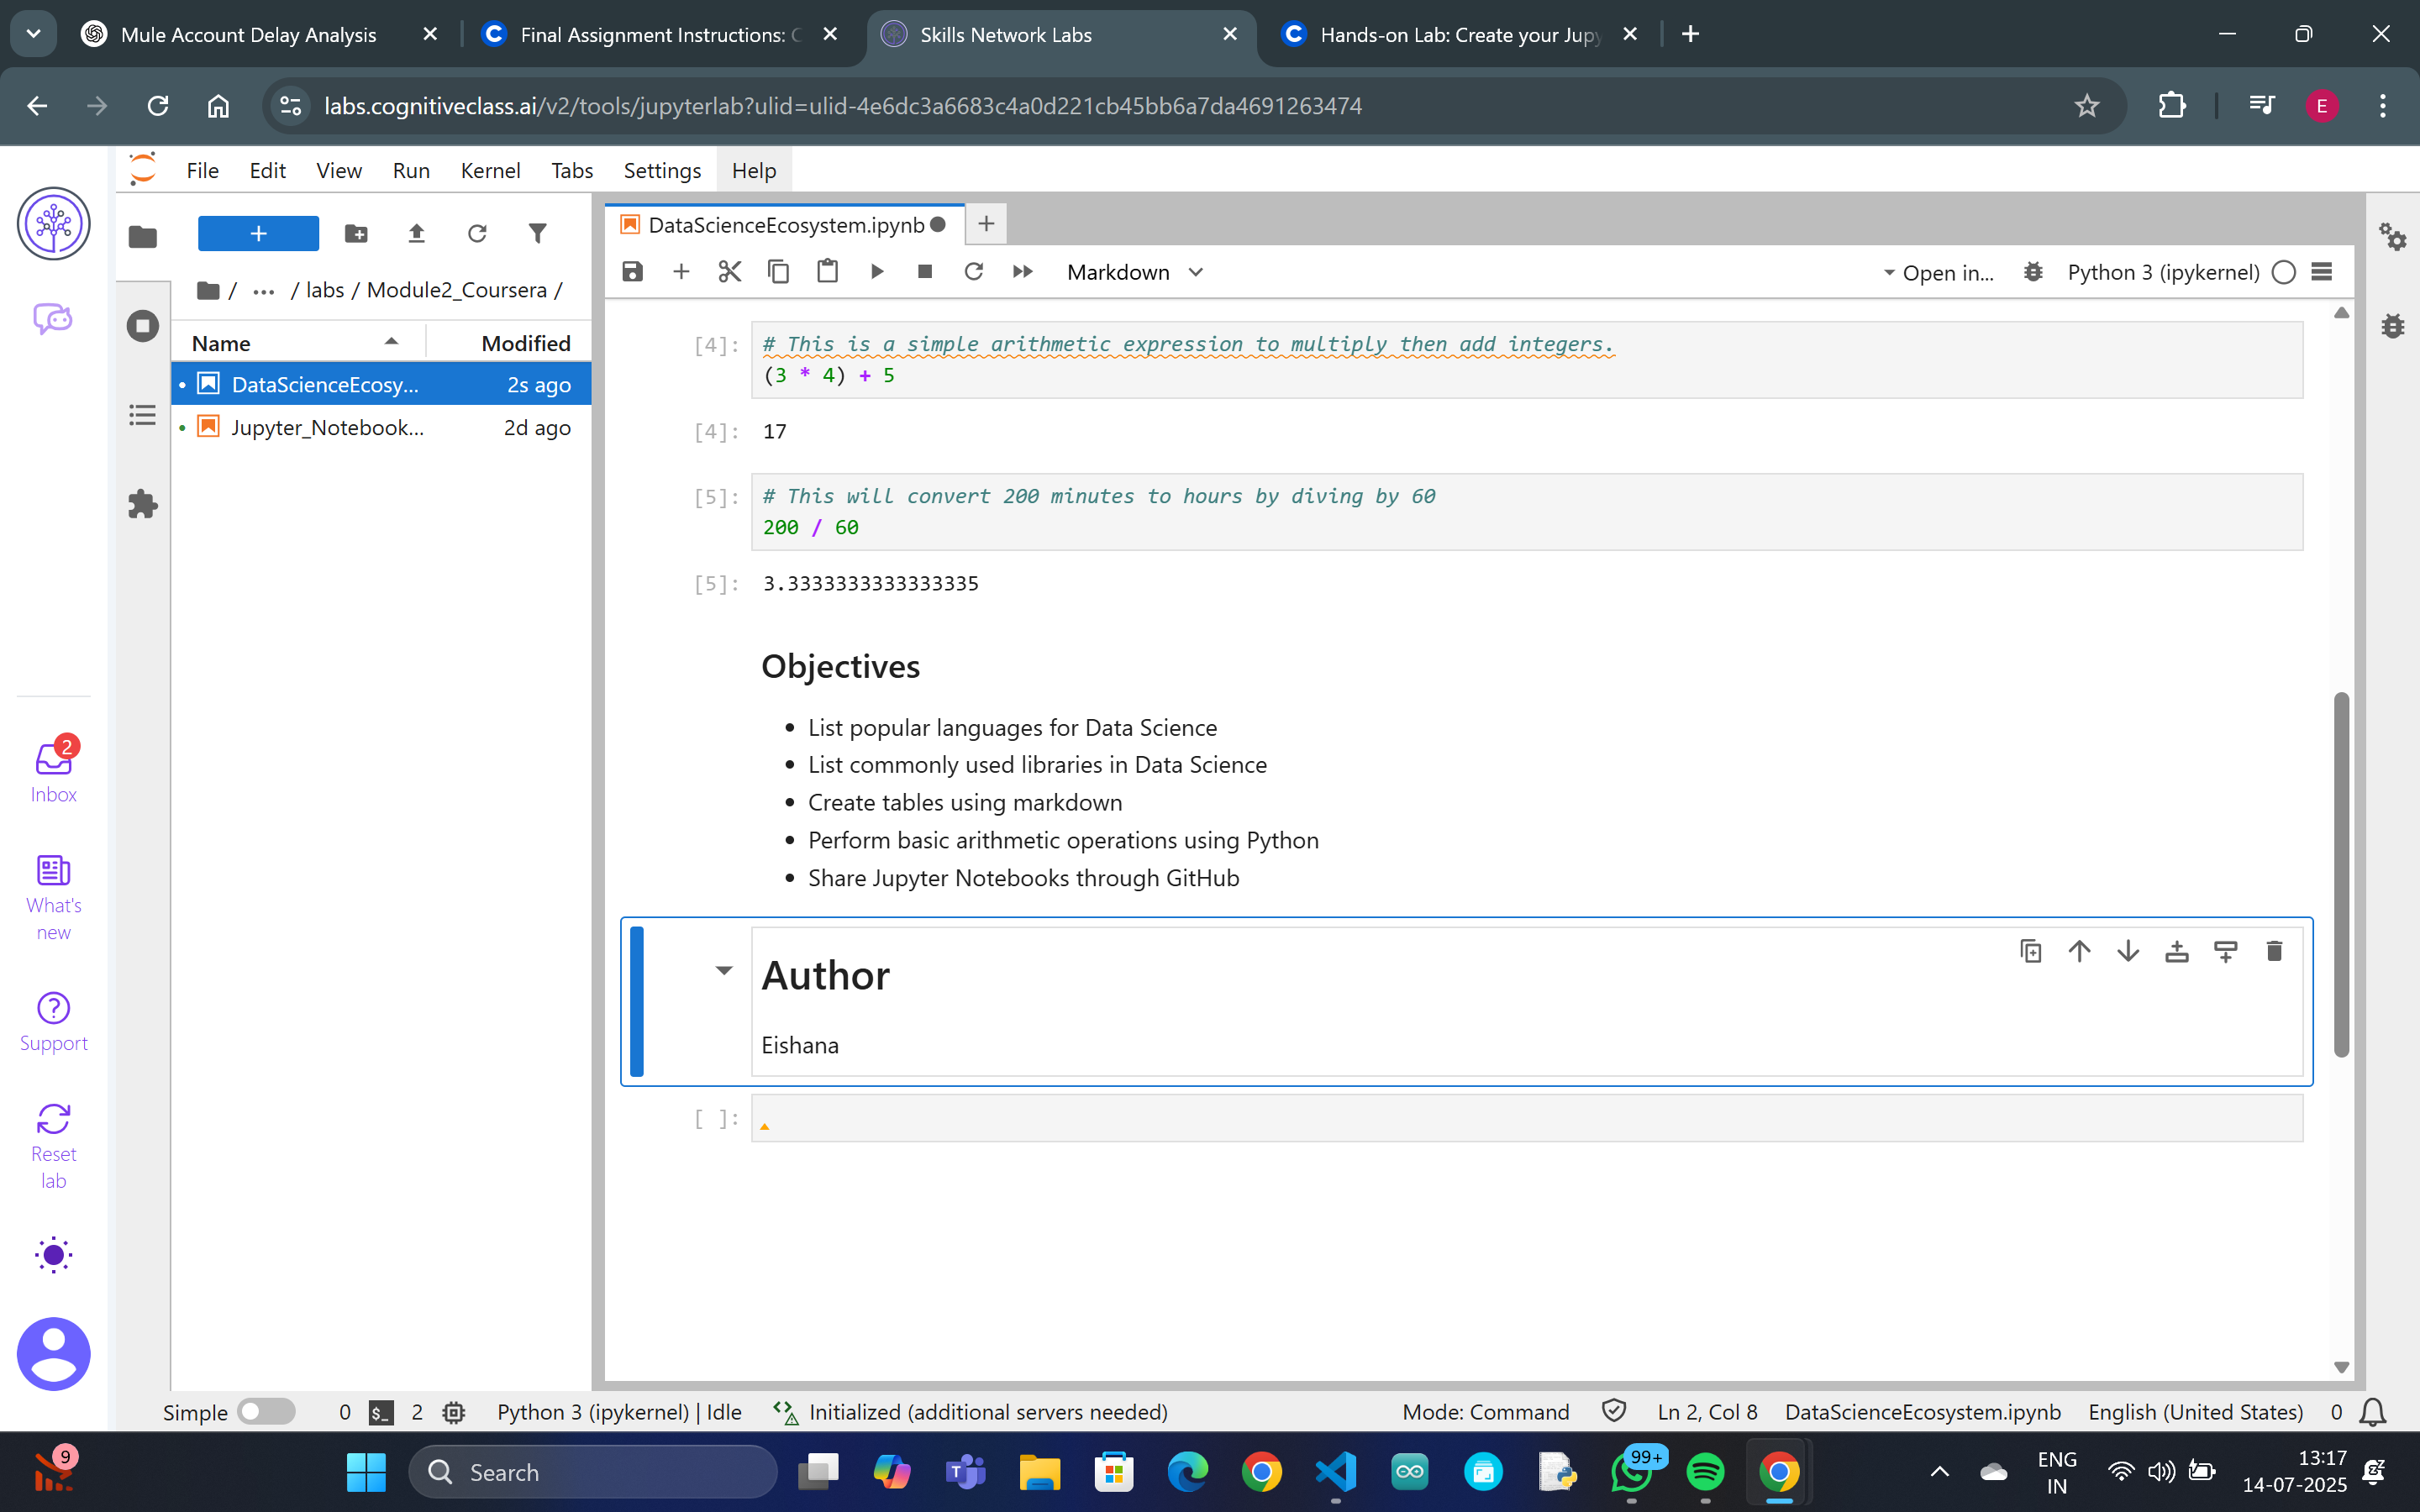 Mule Account Delay Analysis
Final Assignment Instructions: C
Skills Network Labs
Hands-on Lab: Create your Jupy
labs.cognitiveclass.ai/v2/tools/jupyterlab?ulid=ulid-4e6dc3a6683c4a0d221cb45bb6a7da4691263474
E
File Edit View Run Kernel Tabs Settings Help
/ ... / labs / Module2_Coursera /
Name Modified
DataScienceEcosy... 2s ago
Jupyter_Notebook... 2d ago
2
Inbox
What's
new
Support
Reset
lab
DataScienceEcosystem.ipynb
Markdown
Open in...
Python 3 (ipykernel)
[4]: # This is a simple arithmetic expression to multiply then add integers.
(3 * 4) + 5
[4]: 17
[5]: # This will convert 200 minutes to hours by diving by 60
200 / 60
[5]: 3.3333333333333335
Objectives
• List popular languages for Data Science
• List commonly used libraries in Data Science
• Create tables using markdown
• Perform basic arithmetic operations using Python
• Share Jupyter Notebooks through GitHub
Author
Eishana
[ ]:
Simple 0 $_ 2 Python 3 (ipykernel) | Idle Initialized (additional servers needed) Mode: Command Ln 2, Col 8 DataScienceEcosystem.ipynb English (United States) 0
9
Search
99+
ENG
IN
13:17
14-07-2025